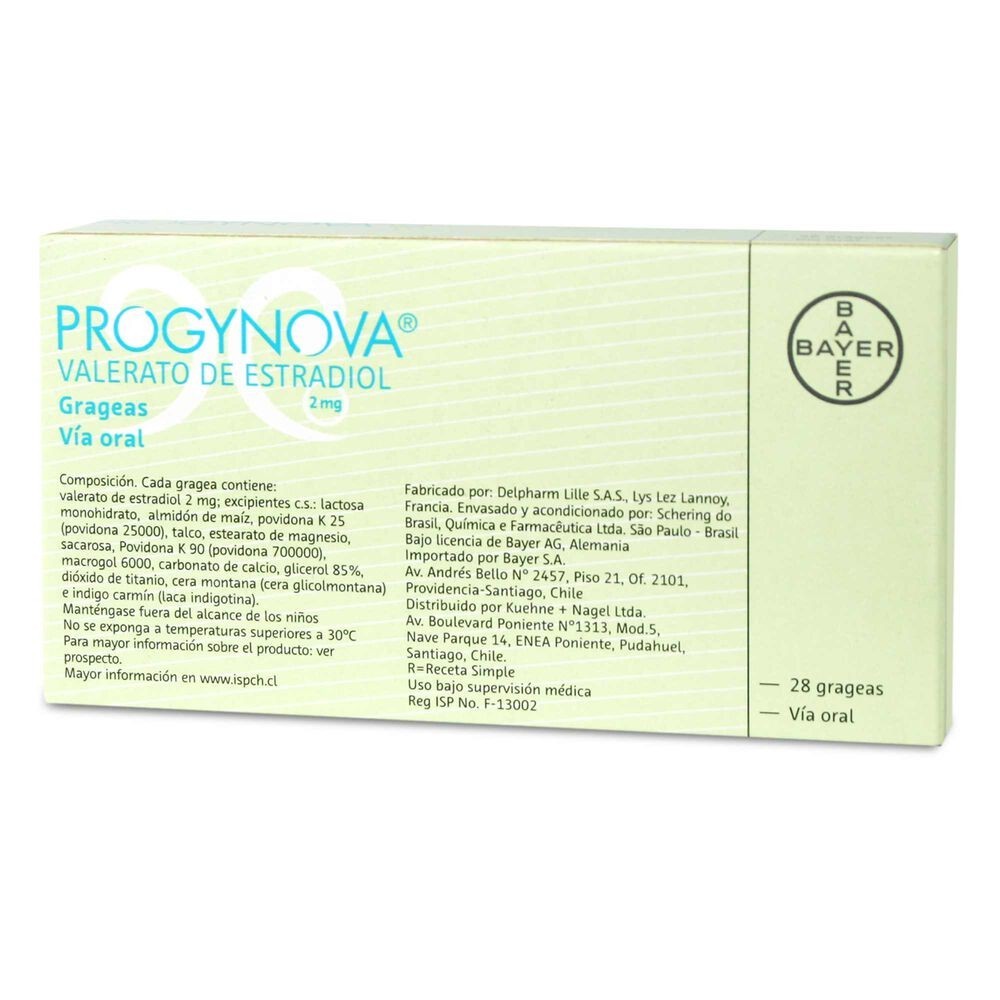 PROGYNOVA®
VALERATO DE ESTRADIOL
2 mg
Grageas
Vía oral
Composición. Cada gragea contiene:
valerato de estradiol 2 mg; excipientes c.s.: lactosa
monohidrato, almidón de maíz, povidona K 25
(povidona 25000), talco, estearato de magnesio,
sacarosa, Povidona K 90 (povidona 700000),
macrogol 6000, carbonato de calcio, glicerol 85%,
dióxido de titanio, cera montana (cera glicolmontana)
e indigo carmín (laca indigotina).
Manténgase fuera del alcance de los niños
No se exponga a temperaturas superiores a 30°C
Para mayor información sobre el producto: ver
prospecto.
Mayor información en www.ispch.cl
Fabricado por: Delpharm Lille S.A.S., Lys Lez Lannoy,
Francia. Envasado y acondicionado por: Schering do
Brasil, Química e Farmacêutica Ltda. São Paulo - Brasil
Bajo licencia de Bayer AG, Alemania
Importado por Bayer S.A.
Av. Andrés Bello N° 2457, Piso 21, Of. 2101,
Providencia-Santiago, Chile
Distribuido por Kuehne + Nagel Ltda.
Av. Boulevard Poniente N°1313, Mod.5,
Nave Parque 14, ENEA Poniente, Pudahuel,
Santiago, Chile.
R=Receta Simple
Uso bajo supervisión médica
Reg ISP No. F-13002
BAYER
BAYER
— 28 grageas
— Vía oral